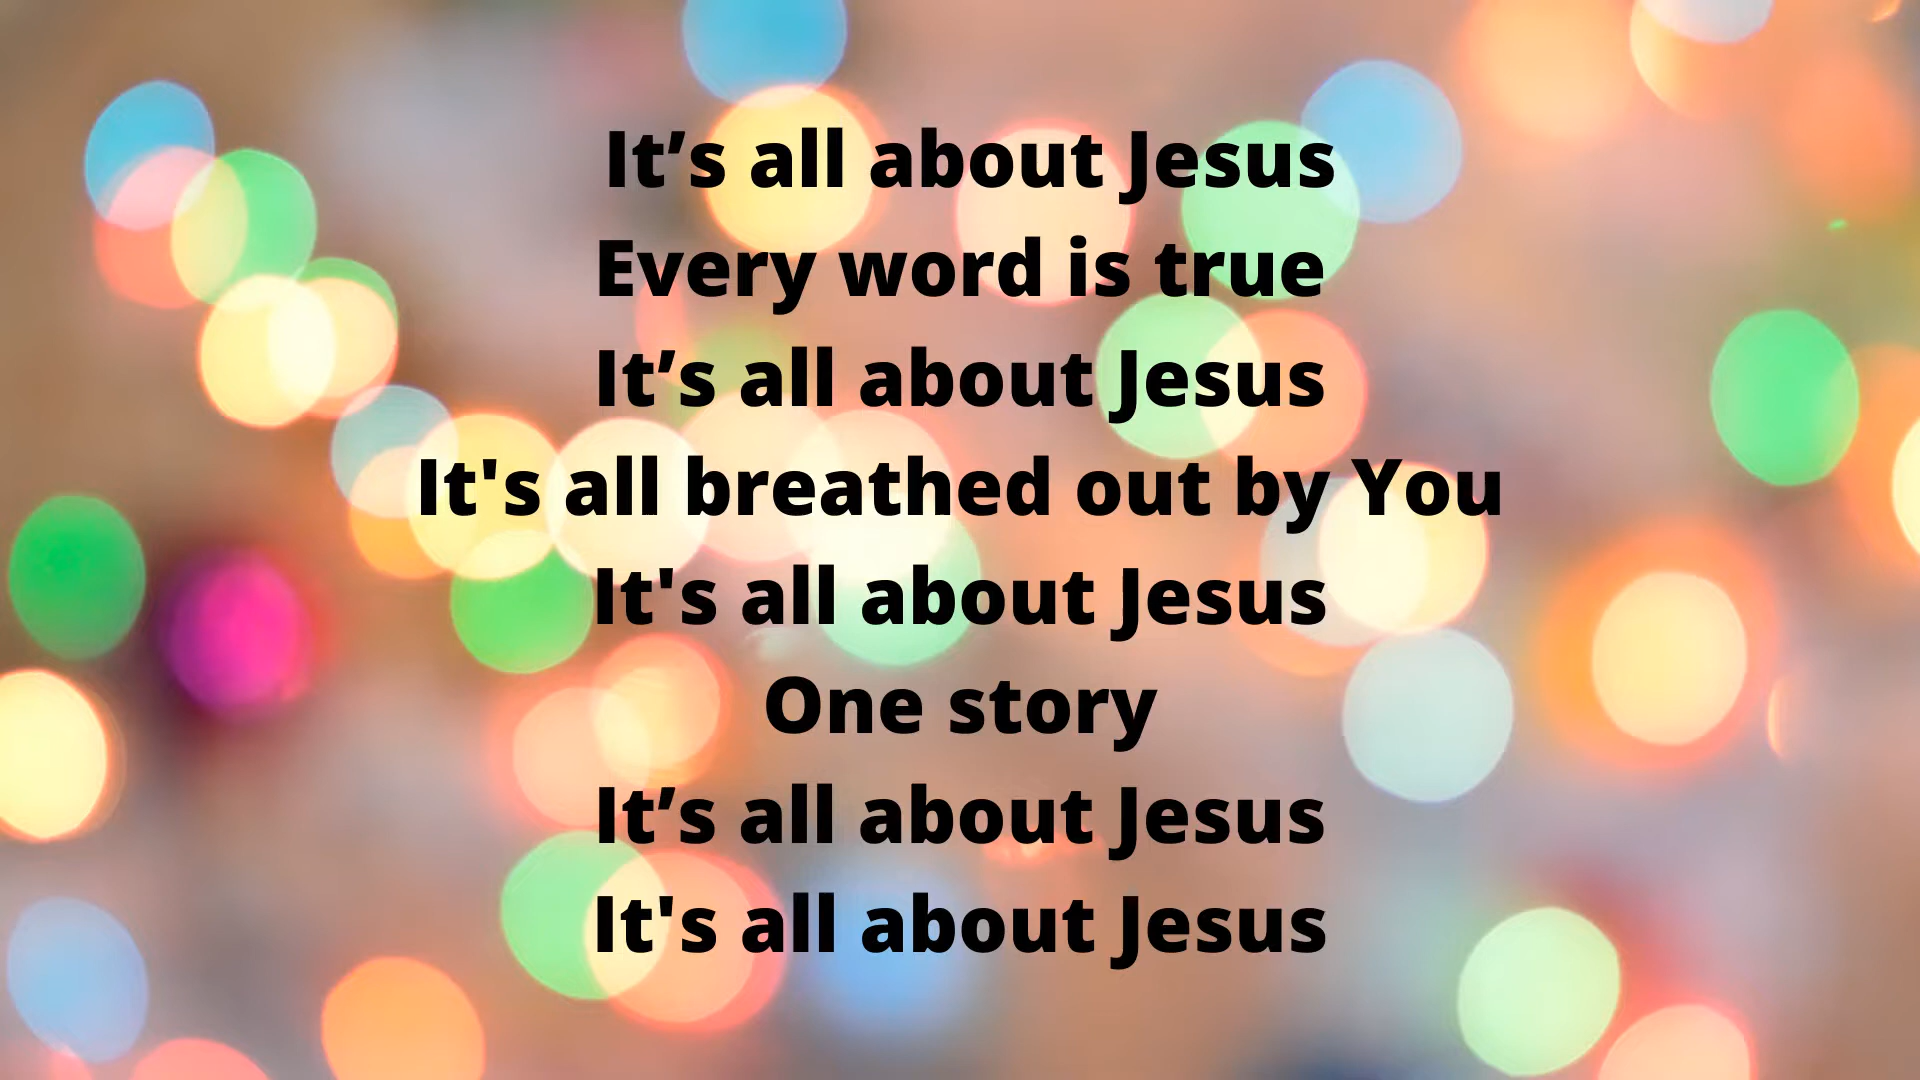 It’s all about Jesus
Every word is true
It’s all about Jesus
It's all breathed out by You
It's all about Jesus
One story
It’s all about Jesus
It's all about Jesus